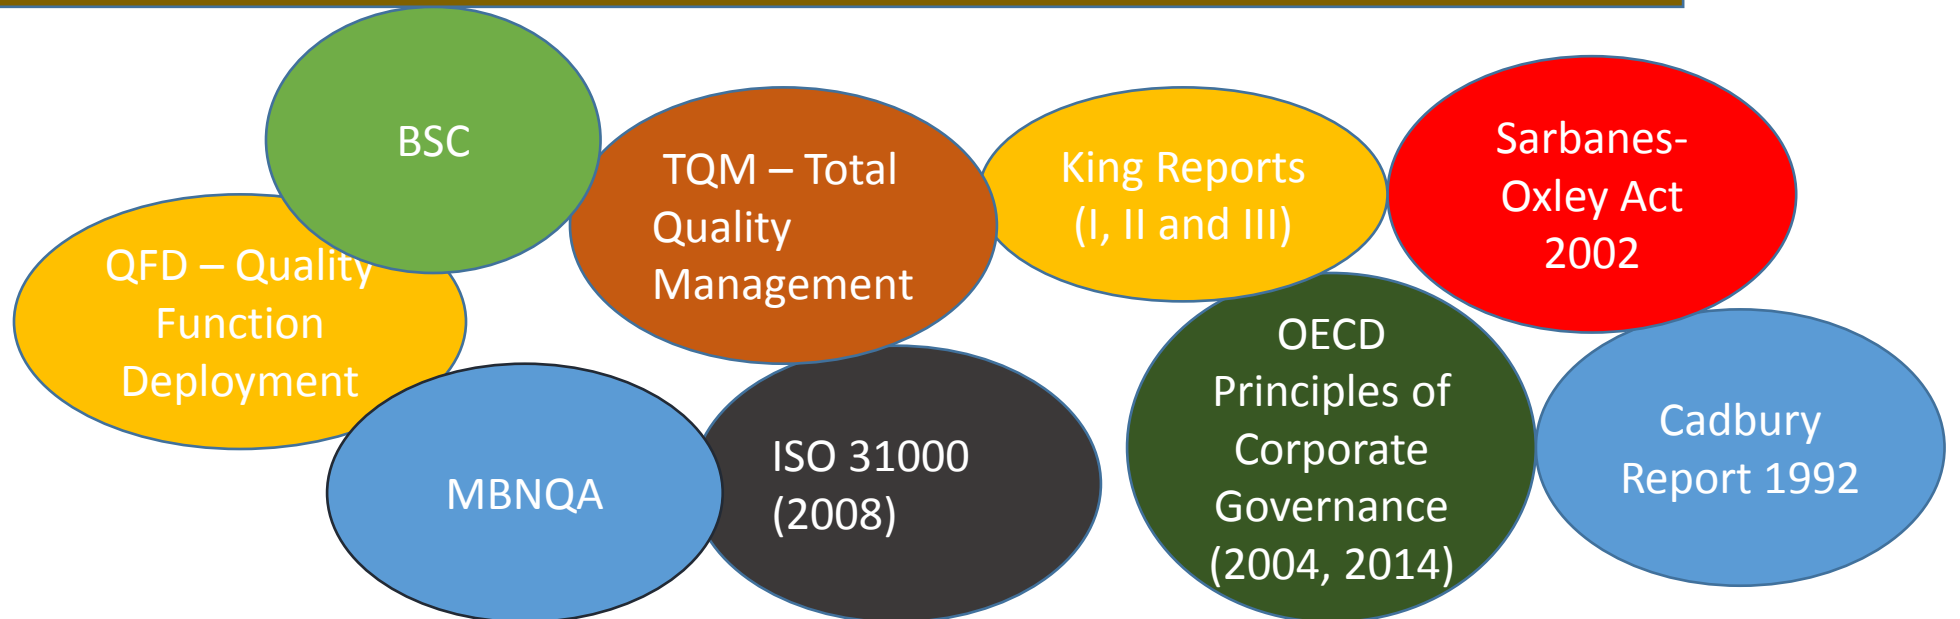 BSC
QFD – Quality
Function
Deployment
TQM – Total
Quality
Management
King Reports
(I, II and III)
Sarbanes-
Oxley Act
2002
MBNQA
ISO 31000
(2008)
OECD
Principles of
Corporate
Governance
(2004, 2014)
Cadbury
Report 1992